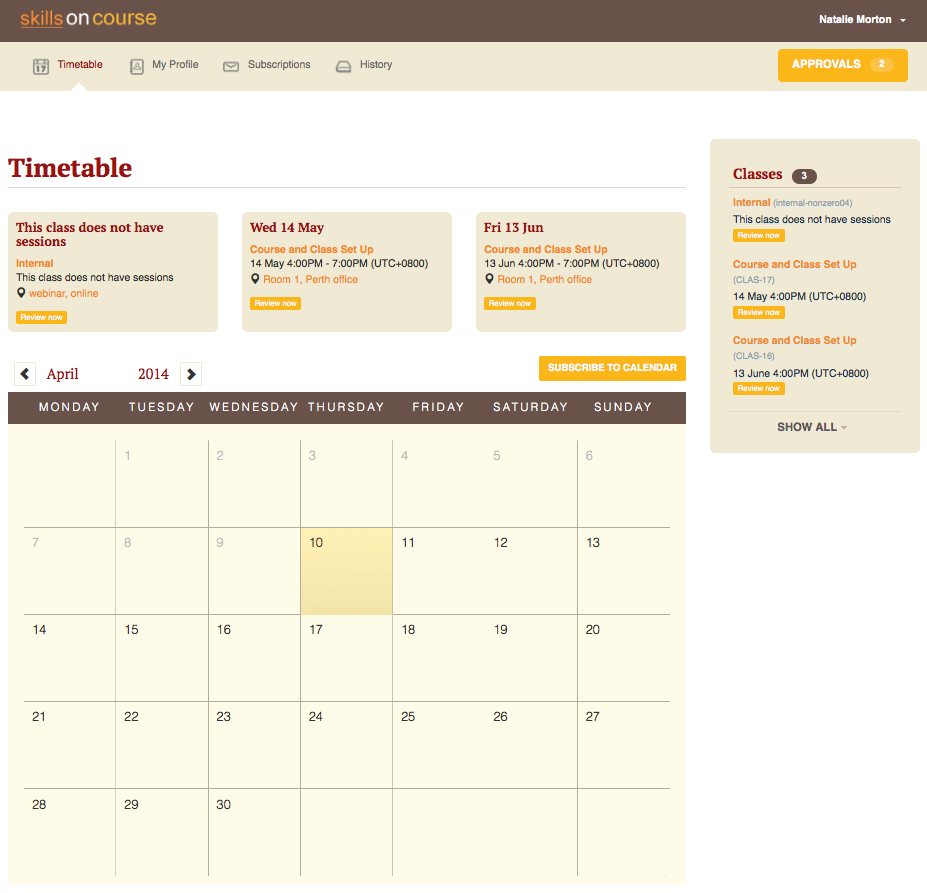 skills on course
Natalie Morton
Timetable
My Profile
Subscriptions
History
APPROVALS 2
Timetable
This class does not have
sessions
Internal
This class does not have sessions
webinar, online
Review now
Wed 14 May
Course and Class Set Up
14 May 4:00PM - 7:00PM (UTC+0800)
Room 1, Perth office
Review now
Fri 13 Jun
Course and Class Set Up
13 Jun 4:00PM - 7:00PM (UTC+0800)
Room 1, Perth office
Review now
April 2014
SUBSCRIBE TO CALENDAR
MONDAY TUESDAY WEDNESDAY THURSDAY FRIDAY SATURDAY SUNDAY
1 2 3 4 5 6
7 8 9 10 11 12 13
14 15 16 17 18 19 20
21 22 23 24 25 26 27
28 29 30
Classes 3
Internal (internal-nonzero04)
This class does not have sessions
Review now
Course and Class Set Up
(CLAS-17)
14 May 4:00PM (UTC+0800)
Review now
Course and Class Set Up
(CLAS-16)
13 June 4:00PM (UTC+0800)
Review now
SHOW ALL